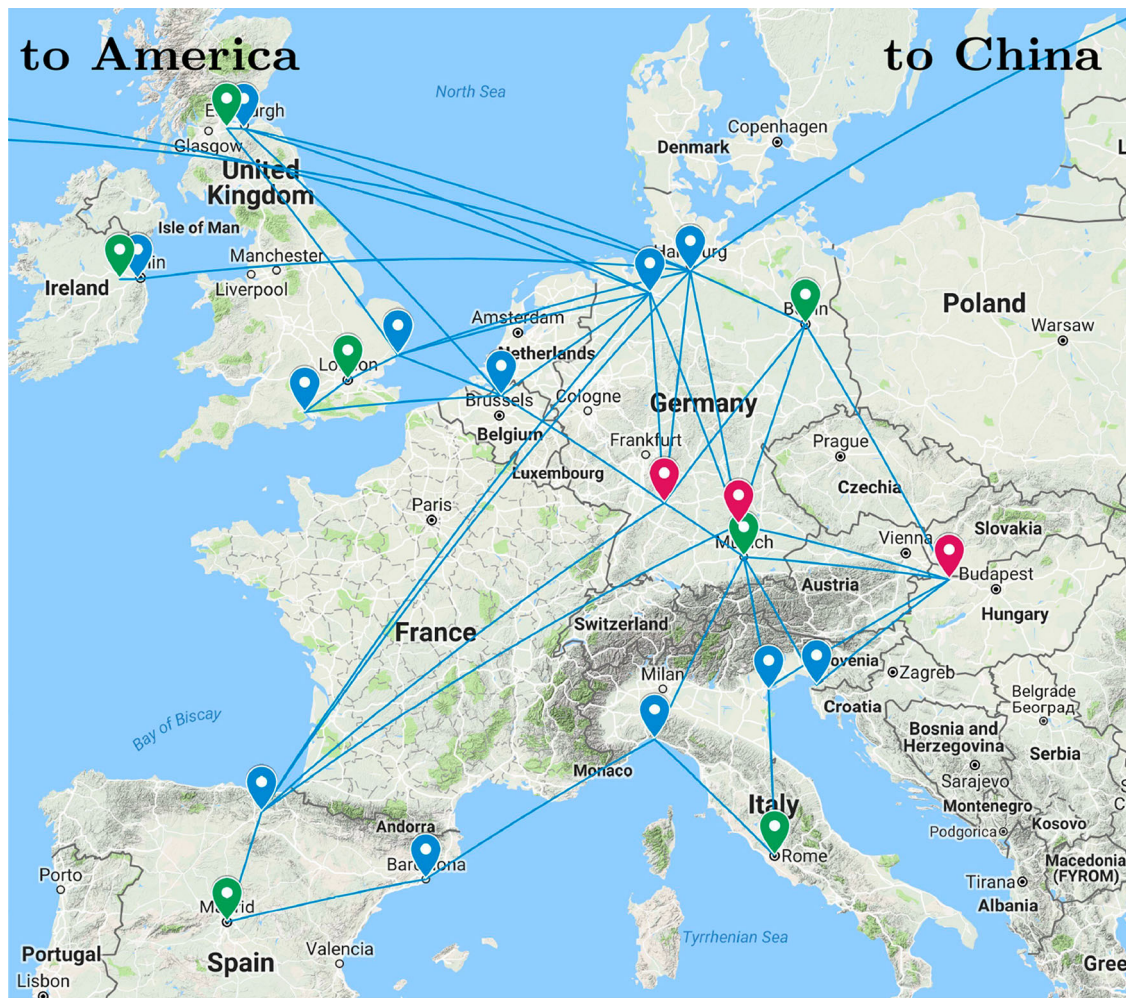 to America
to China
North Sea
Glasgow
United
Kingdom
Copenhagen
Denmark
Isle of Man
Manchester
Liverpool
Ireland
Amsterdam
Netherlands
Poland
Warsaw
Brussels
Belgium
Cologne
Germany
Frankfurt
Luxembourg
Prague
Czechia
Paris
Slovakia
Vienna
Budapest
Austria
Hungary
France
Switzerland
Milan
Zagreb
Croatia
Belgrade
Београд
Bay of Biscay
Bosnia and
Herzegovina
Serbia
Monaco
Sarajevo
Italy
Montenegro
Andorra
Kosovo
Podgorica
Rome
Macedonia
(FYROM)
Porto
Tirana
Albania
Tyrrhenian Sea
Portugal
Spain
Valencia
Lisbon